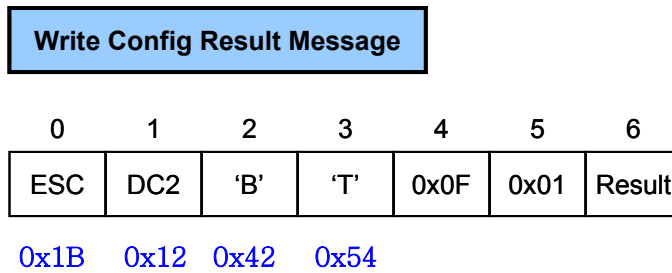 Write Config Result Message
0 1 2 3 4 5 6
ESC DC2 ‘B’ ‘T’ 0x0F 0x01 Result
0x1B 0x12 0x42 0x54